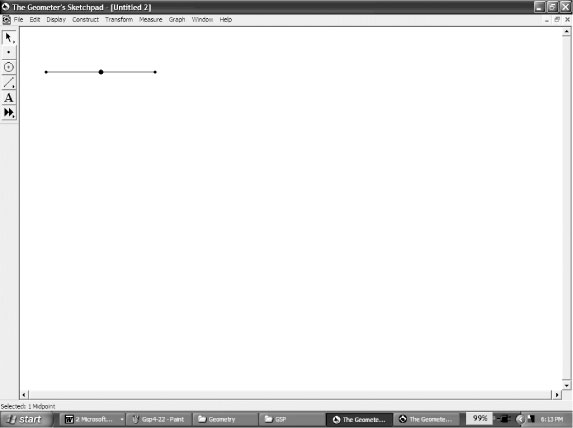 The Geometer's Sketchpad - [Untitled 2]
File Edit Display Construct Transform Measure Graph Window Help
A
Selected: 1 Midpoint
start 2 Microsoft... Gsp4-22 - Paint Geometry GSP The Geomete... The Geomete... 99% 6:13 PM